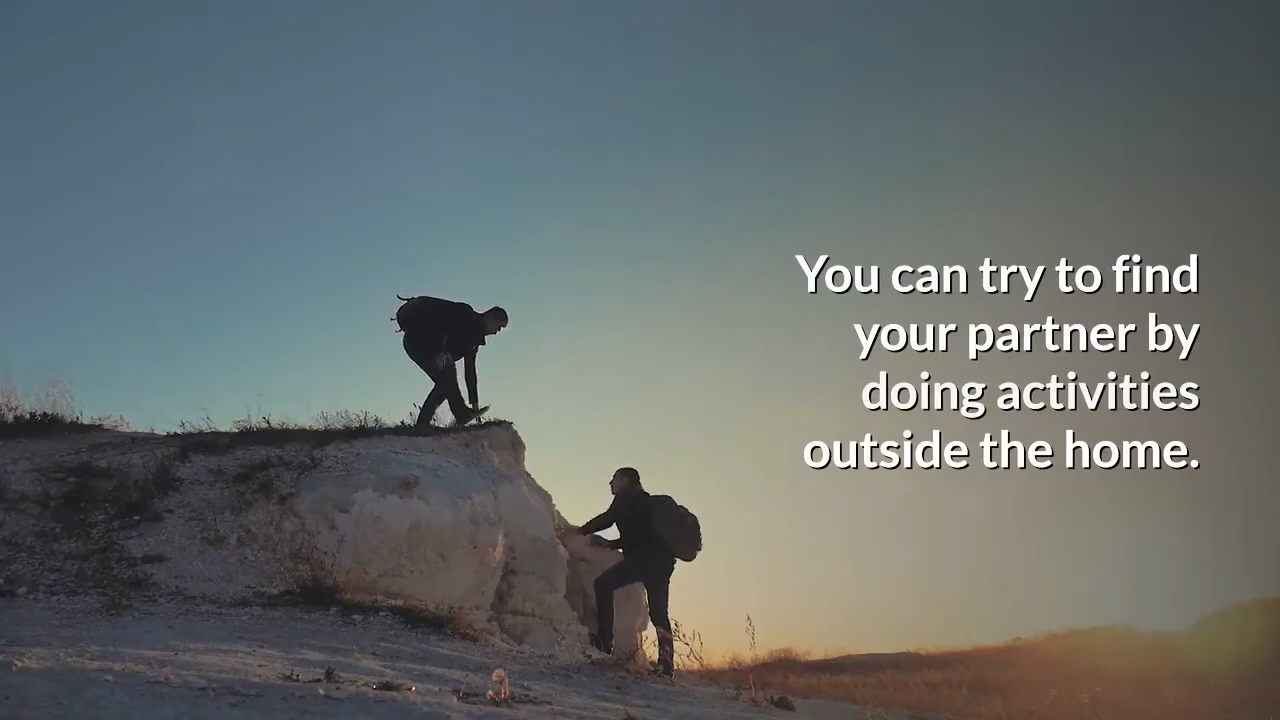 You can try to find
your partner by
doing activities
outside the home.